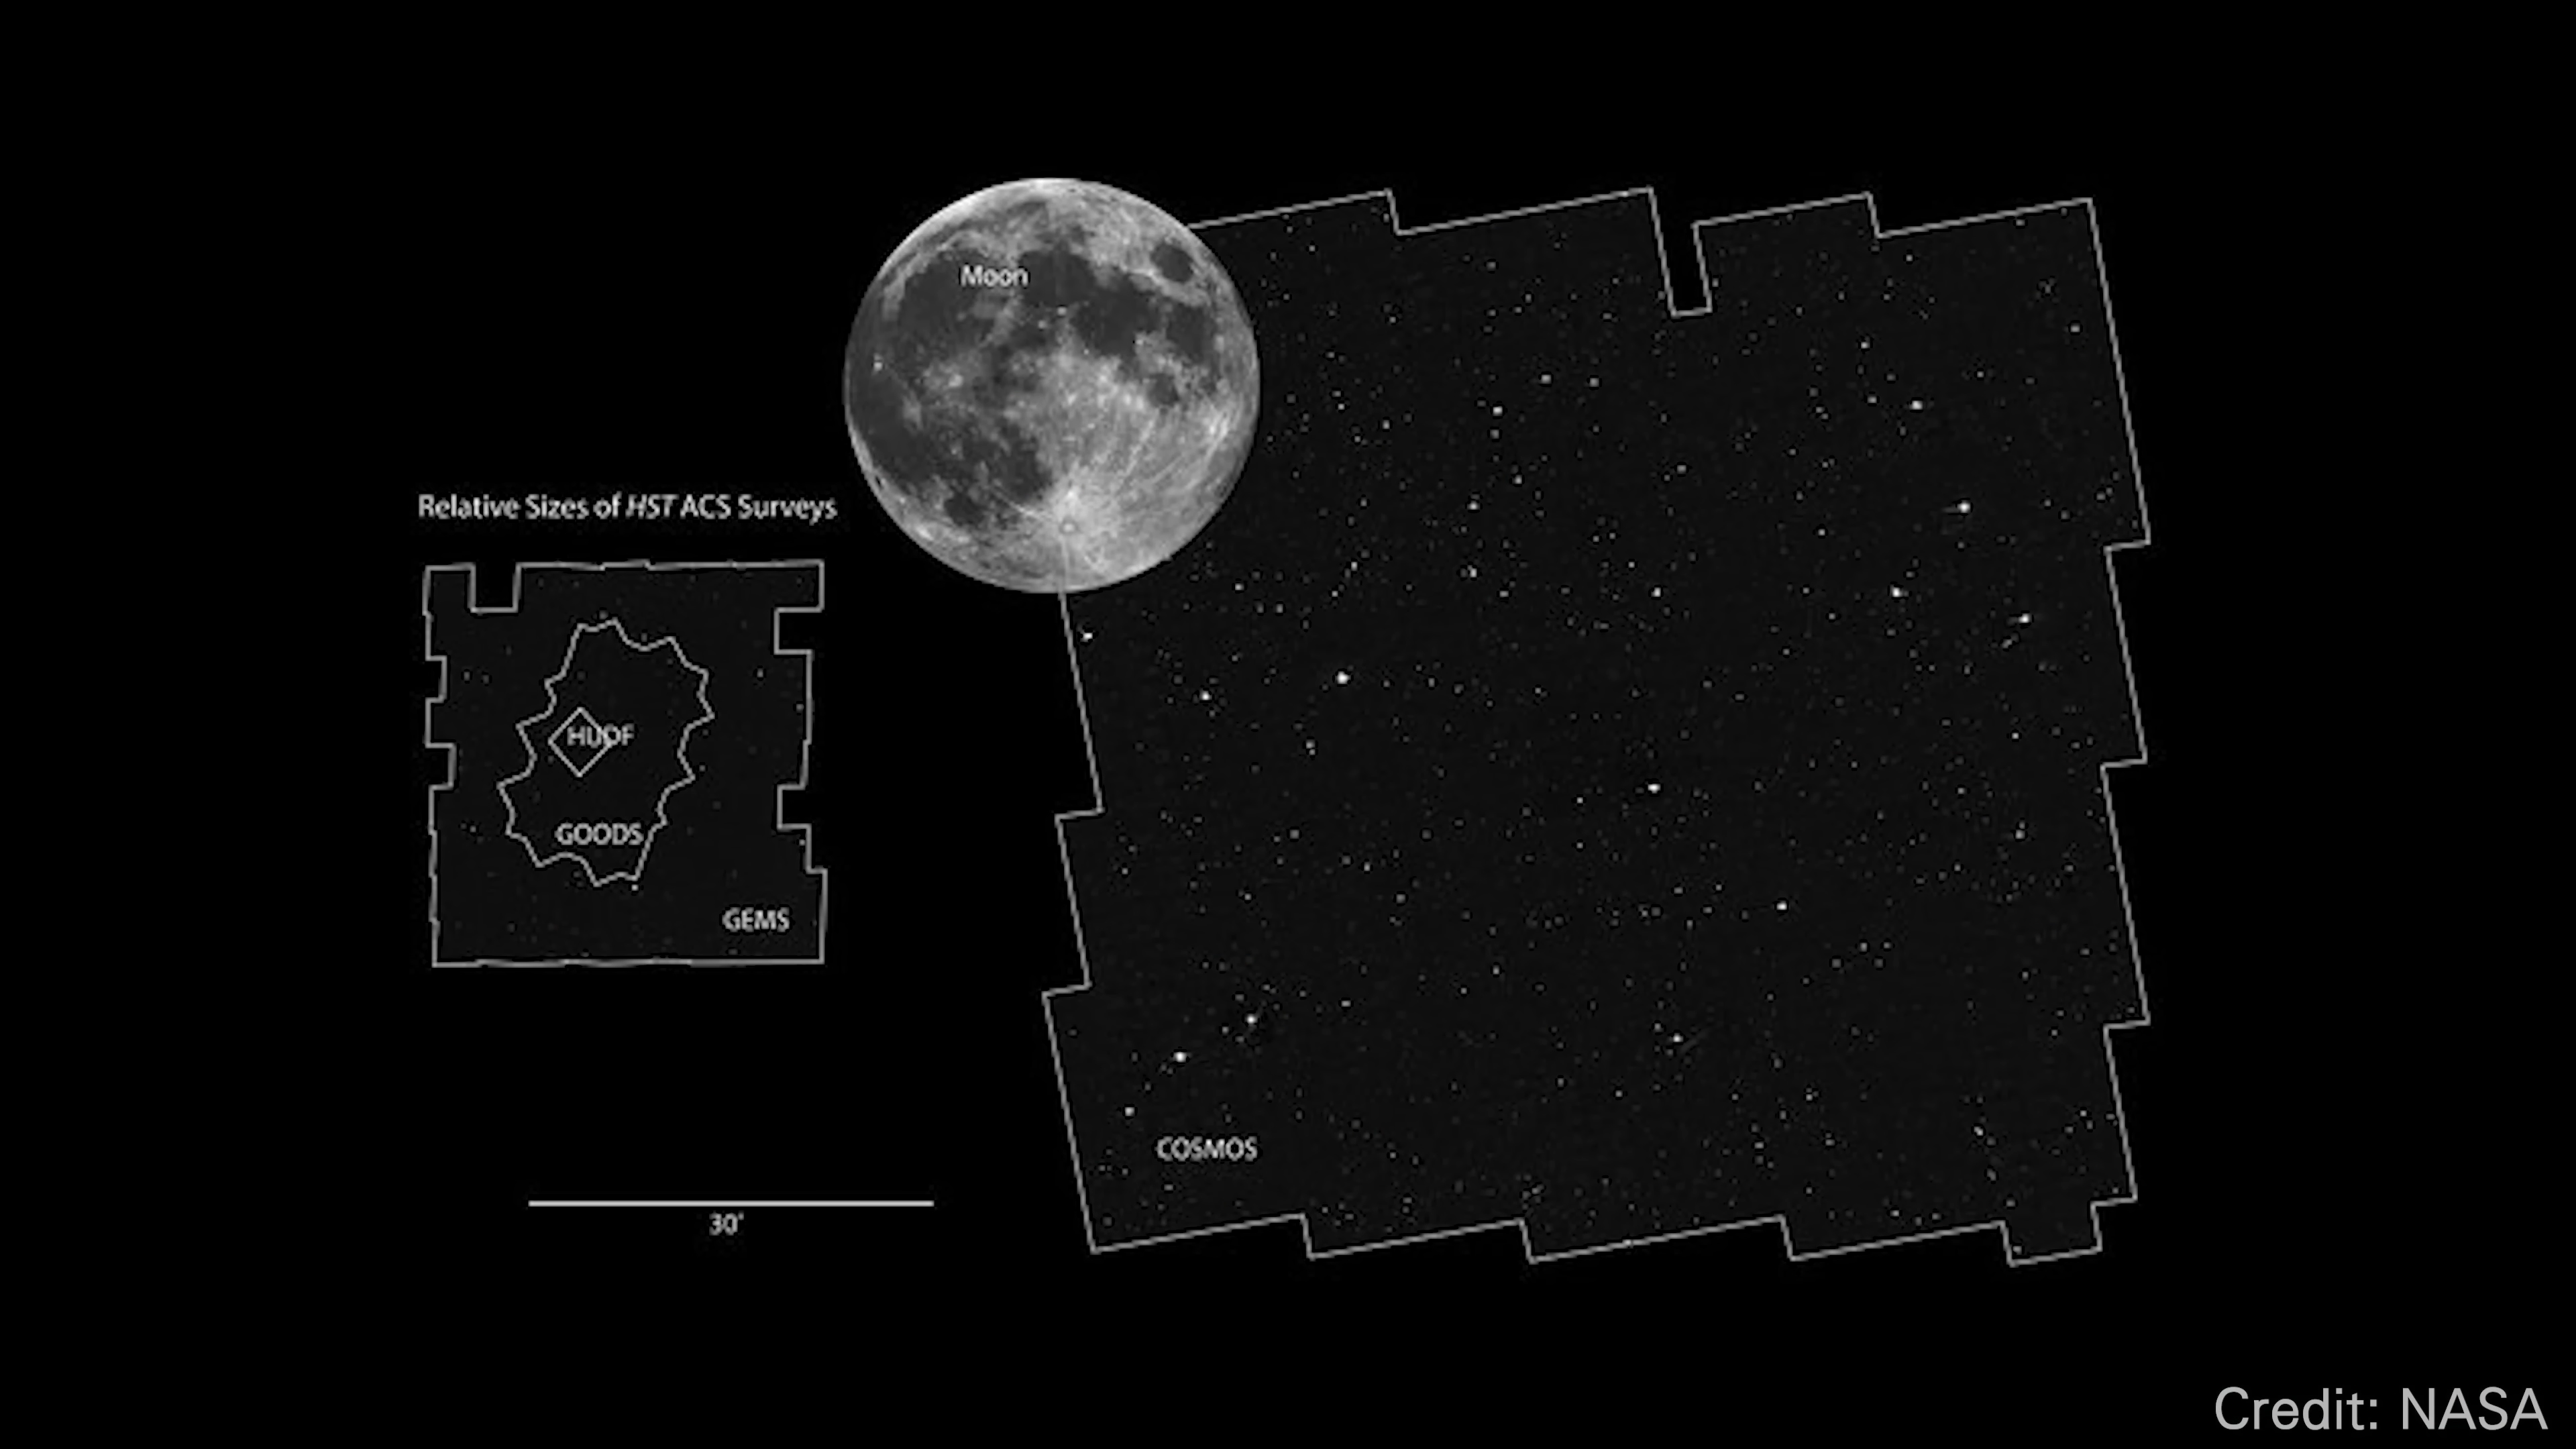 Moon
Relative Sizes of HST ACS Surveys
HUDF
GOODS
GEMS
COSMOS
30'
Credit: NASA